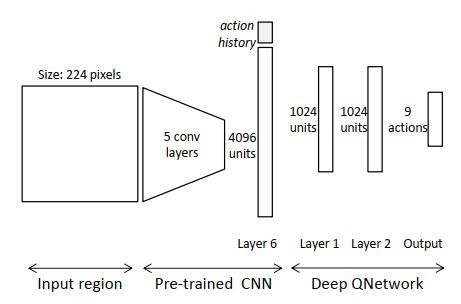 action
history
Size: 224 pixels
5 conv
layers
4096
units
1024
units
1024
units
9
actions
Layer 6
Layer 1
Layer 2
Output
Input region
Pre-trained CNN
Deep QNetwork